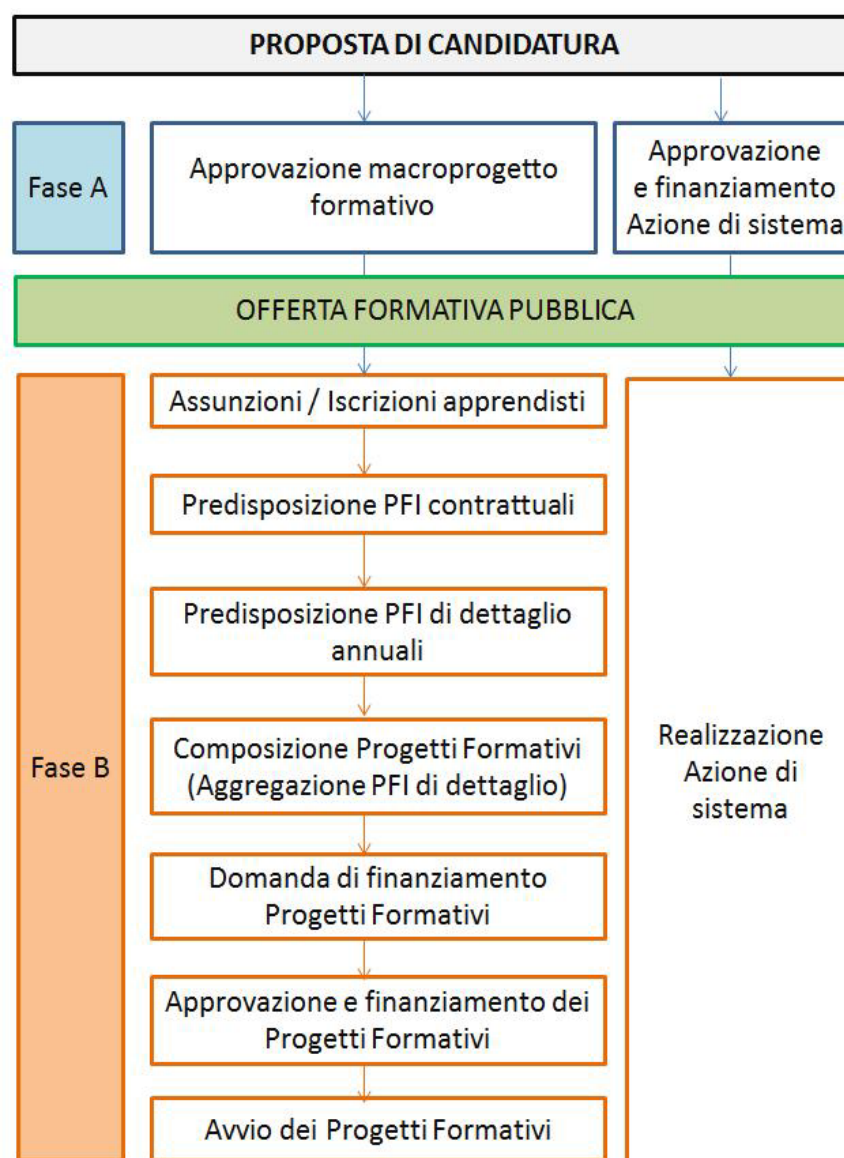 PROPOSTA DI CANDIDATURA
Fase A
Approvazione macroprogetto
formativo
Approvazione
e finanziamento
Azione di sistema
OFFERTA FORMATIVA PUBBLICA
Fase B
Assunzioni / Iscrizioni apprendisti
Predisposizione PFI contrattuali
Predisposizione PFI di dettaglio
annuali
Composizione Progetti Formativi
(Aggregazione PFI di dettaglio)
Domanda di finanziamento
Progetti Formativi
Approvazione e finanziamento dei
Progetti Formativi
Avvio dei Progetti Formativi
Realizzazione
Azione di
sistema